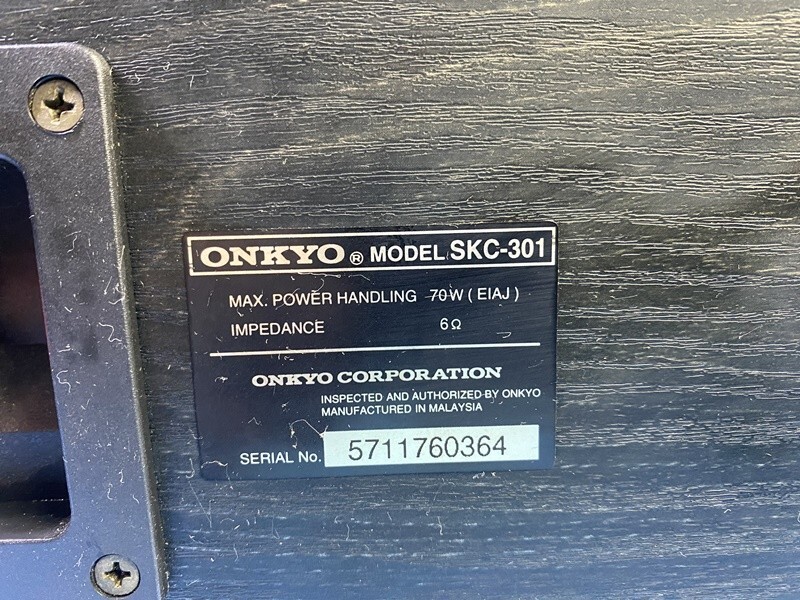 ONKYO ® MODEL SKC-301
MAX. POWER HANDLING 70W ( EIAJ )
IMPEDANCE 6Ω
ONKYO CORPORATION
INSPECTED AND AUTHORIZED BY ONKYO
MANUFACTURED IN MALAYSIA
SERIAL No. 5711760364